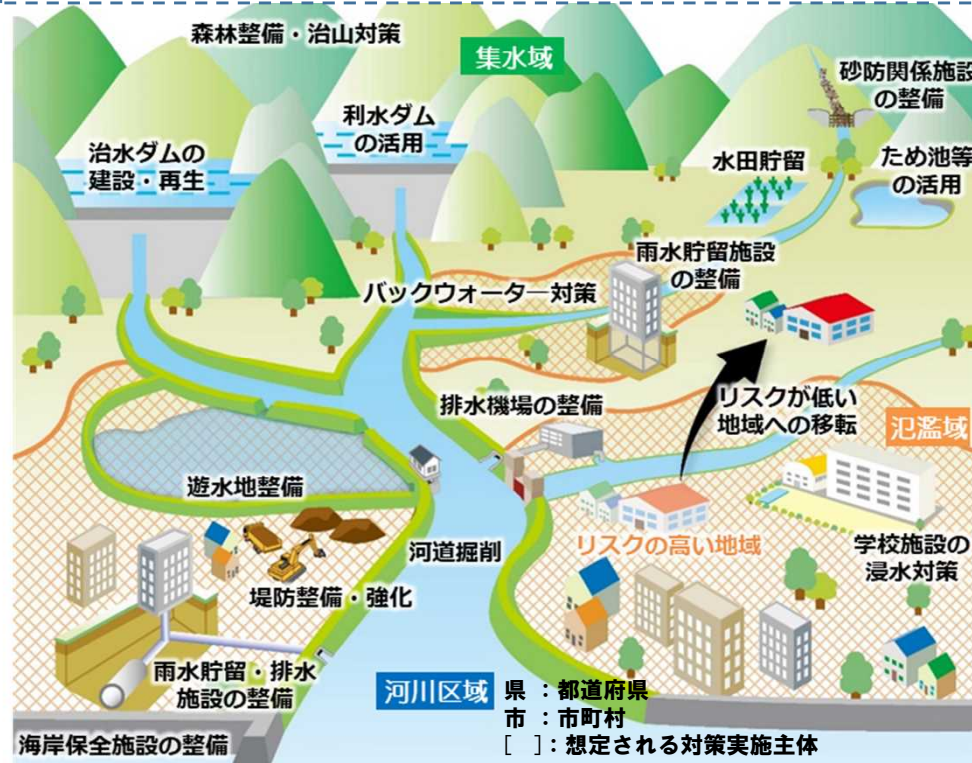 森林整備・治山対策
集水域
砂防関係施設
の整備
利水ダム
の活用
治水ダムの
建設・再生
水田貯留
ため池等
の活用
雨水貯留施設
の整備
バックウォーター対策
リスクが低い
地域への移転
排水機場の整備
氾濫域
遊水地整備
リスクの高い地域
学校施設の
浸水対策
河道掘削
堤防整備・強化
雨水貯留・排水
施設の整備
河川区域
県 ：都道府県
市 ：市町村
[ ]：想定される対策実施主体
海岸保全施設の整備